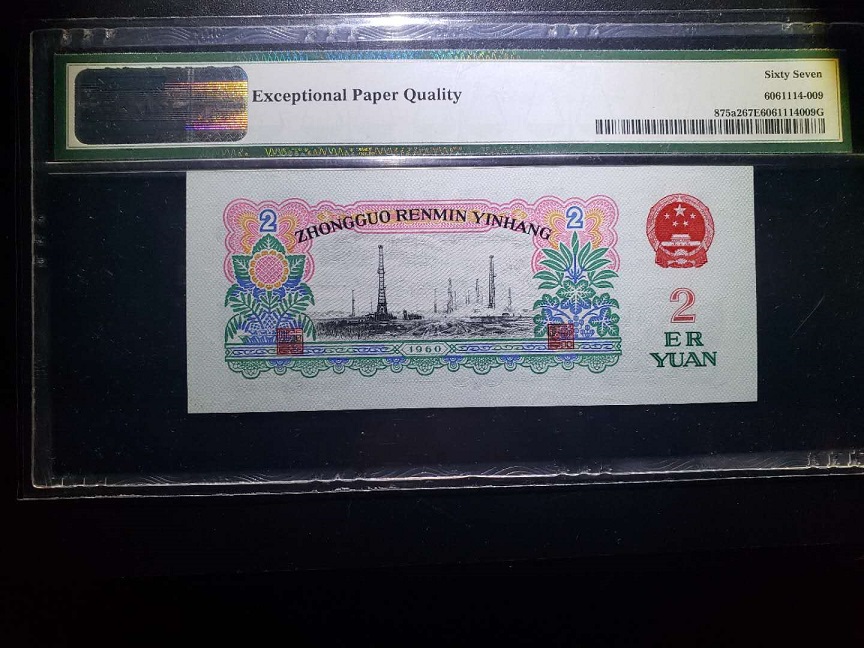 Sixty Seven
Exceptional Paper Quality
6061114-009
875a267E6061114009G
2 2
ZHONGGUO RENMIN YINHANG
2
ER
YUAN
1960